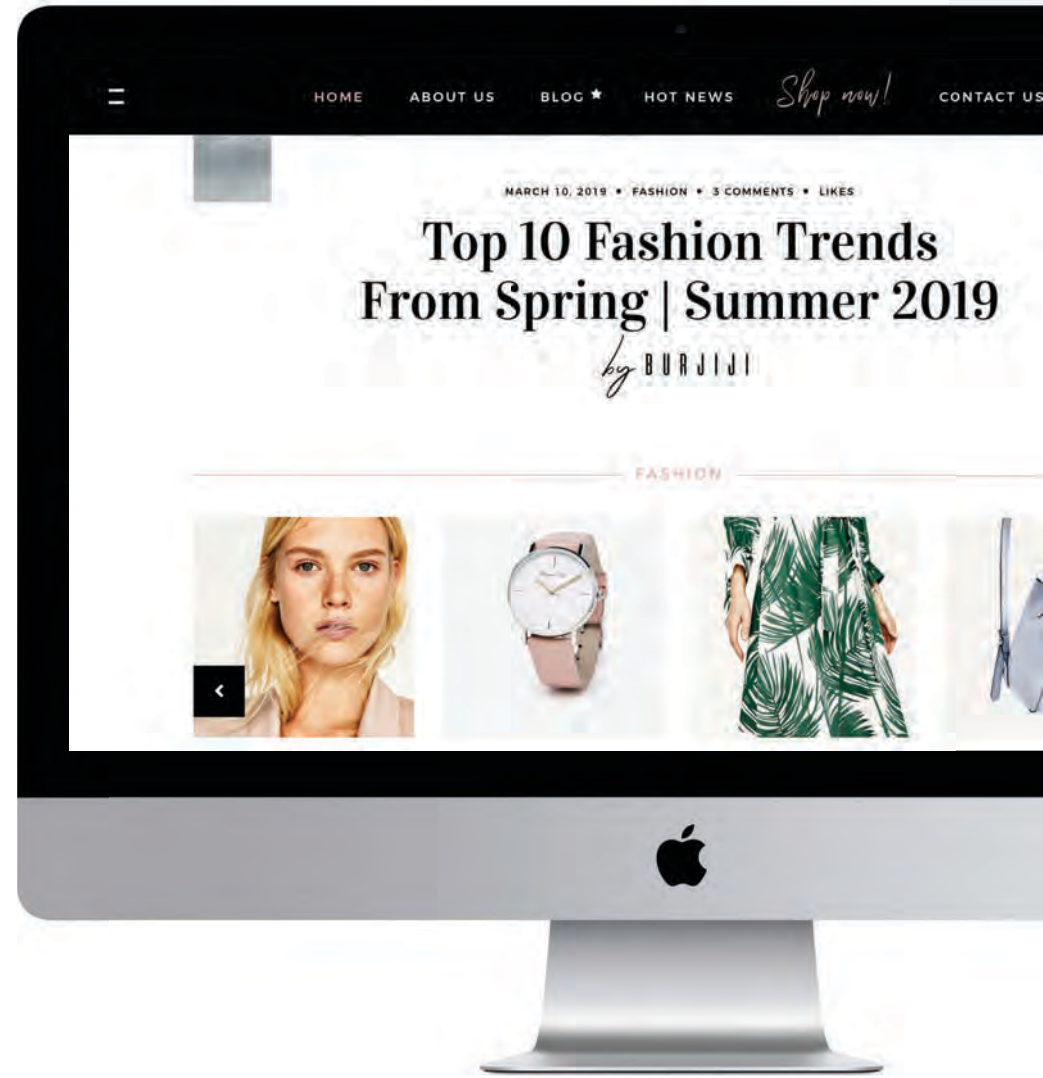 HOME ABOUT US BLOG HOT NEWS Shop now! CONTACT US
MARCH 10, 2019 • FASHION • 3 COMMENTS • LIKES
Top 10 Fashion Trends
From Spring | Summer 2019
by BURJIJI
FASHION